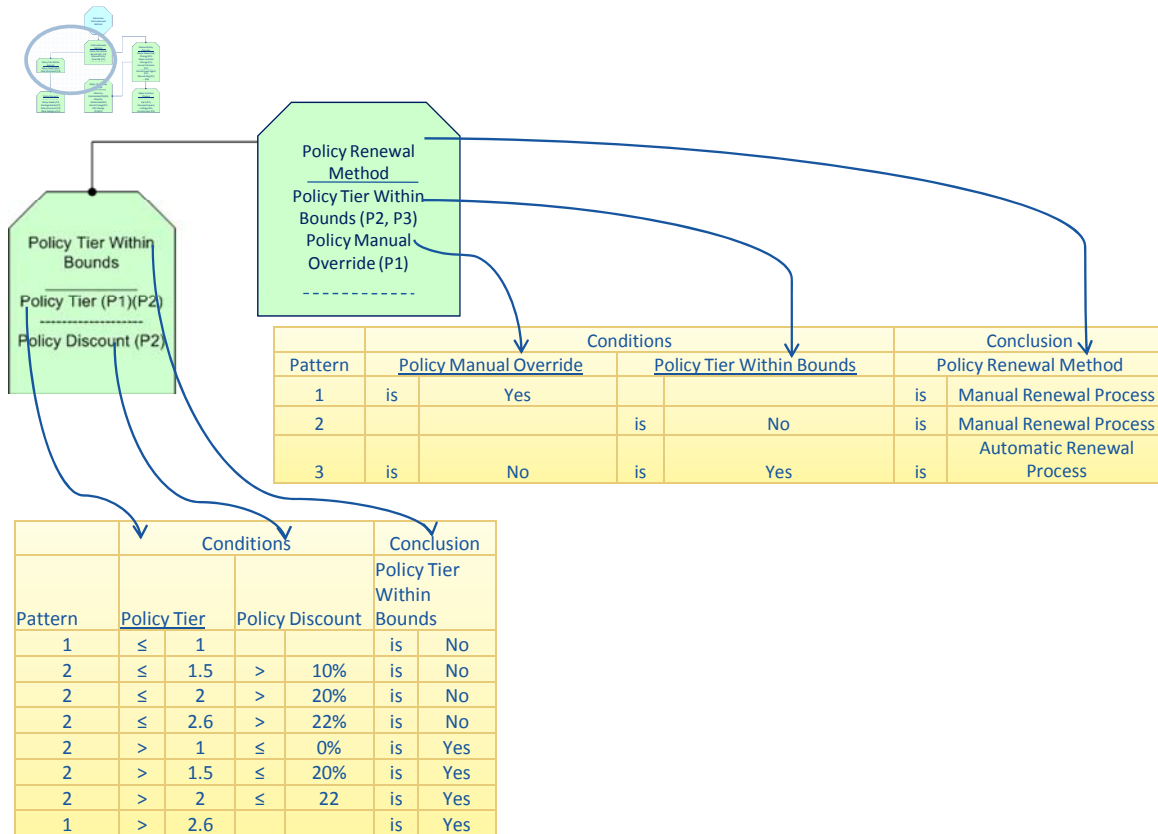 Policy Renewal
Method
Policy Tier Within
Bounds (P2, P3)
Policy Manual
Override (P1)
Policy Tier Within
Bounds
Policy Tier (P1)(P2)
Policy Discount (P2)
Conditions Conclusion
Pattern Policy Manual Override Policy Tier Within Bounds Policy Renewal Method
1 is Yes is Manual Renewal Process
2 is No is Manual Renewal Process
Automatic Renewal
3 is No is Yes is Process
Conditions Conclusion
Policy Tier
Within
Pattern Policy Tier Policy Discount Bounds
1 ≤ 1 is No
2 ≤ 1.5 > 10% is No
2 ≤ 2 > 20% is No
2 ≤ 2.6 > 22% is No
2 > 1 ≤ 0% is Yes
2 > 1.5 ≤ 20% is Yes
2 > 2 ≤ 22 is Yes
1 > 2.6 is Yes